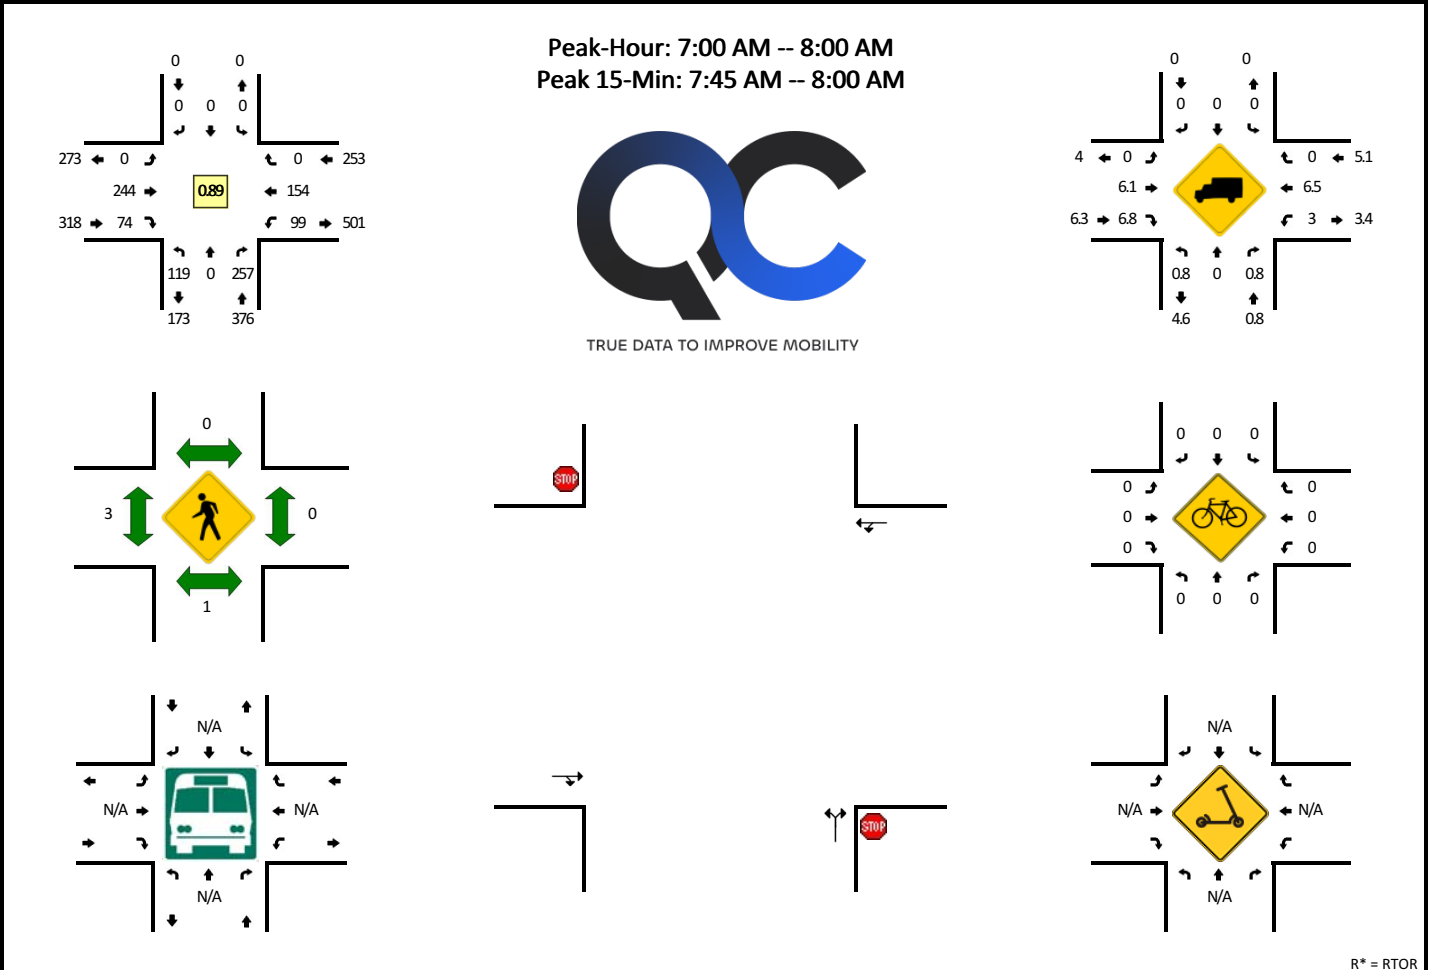 Peak-Hour: 7:00 AM -- 8:00 AM
Peak 15-Min: 7:45 AM -- 8:00 AM
0 0
0 0 0
273 0 0 253
244 0.89 154
318 74 99 501
119 0 257
173 376
QC
TRUE DATA TO IMPROVE MOBILITY
0 0
0 0 0
4 0 0 5.1
6.1 6.5
6.3 6.8 3 3.4
0.8 0 0.8
4.6 0.8
0
3 0
1
STOP
STOP
0 0 0
0 0
0 0
0 0
0 0 0
N/A
N/A N/A
N/A
N/A
N/A N/A
N/A
R* = RTOR